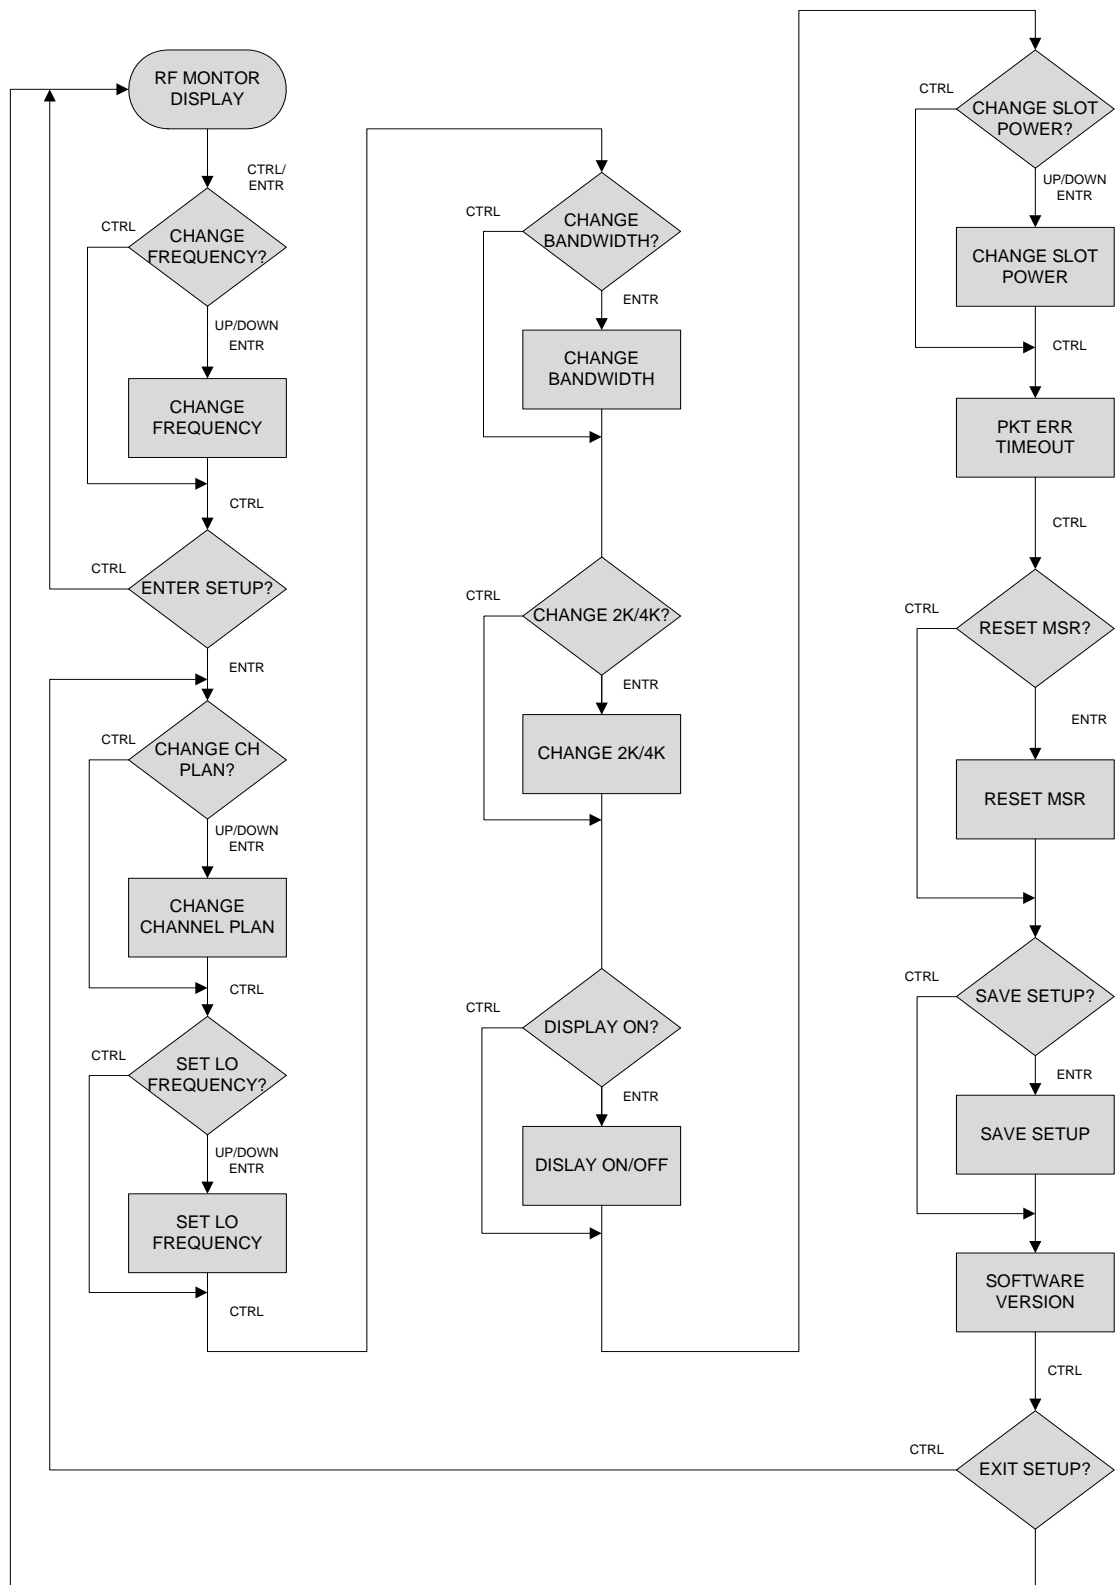 RF MONTOR
DISPLAY
CTRL/
ENTR
CTRL
CHANGE
FREQUENCY?
UP/DOWN
ENTR
CHANGE
FREQUENCY
CTRL
CTRL
ENTER SETUP?
ENTR
CTRL
CHANGE CH
PLAN?
UP/DOWN
ENTR
CHANGE
CHANNEL PLAN
CTRL
CTRL
SET LO
FREQUENCY?
UP/DOWN
ENTR
SET LO
FREQUENCY
CTRL
CTRL
CHANGE
BANDWIDTH?
ENTR
CHANGE
BANDWIDTH
CTRL
CHANGE 2K/4K?
ENTR
CHANGE 2K/4K
CTRL
DISPLAY ON?
ENTR
DISLAY ON/OFF
CTRL
CHANGE SLOT
POWER?
UP/DOWN
ENTR
CHANGE SLOT
POWER
CTRL
PKT ERR
TIMEOUT
CTRL
CTRL
RESET MSR?
ENTR
RESET MSR
CTRL
SAVE SETUP?
ENTR
SAVE SETUP
SOFTWARE
VERSION
CTRL
CTRL
EXIT SETUP?